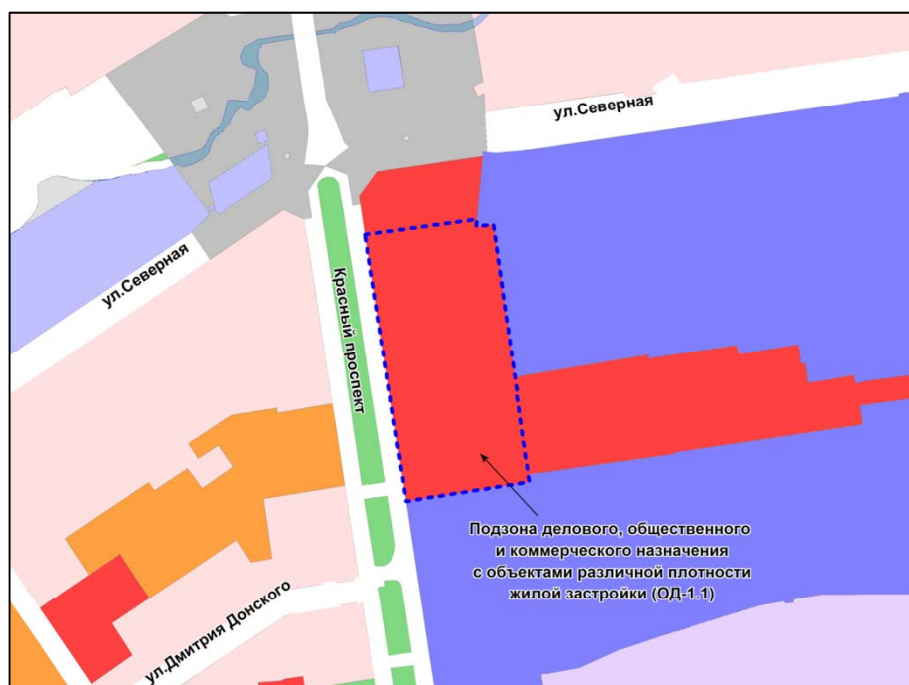 ул.Северная
ул.Северная
Красный проспект
Подзона делового, общественного
и коммерческого назначения
с объектами различной плотности
жилой застройки (ОД-1.1)
ул.Дмитрия Донского